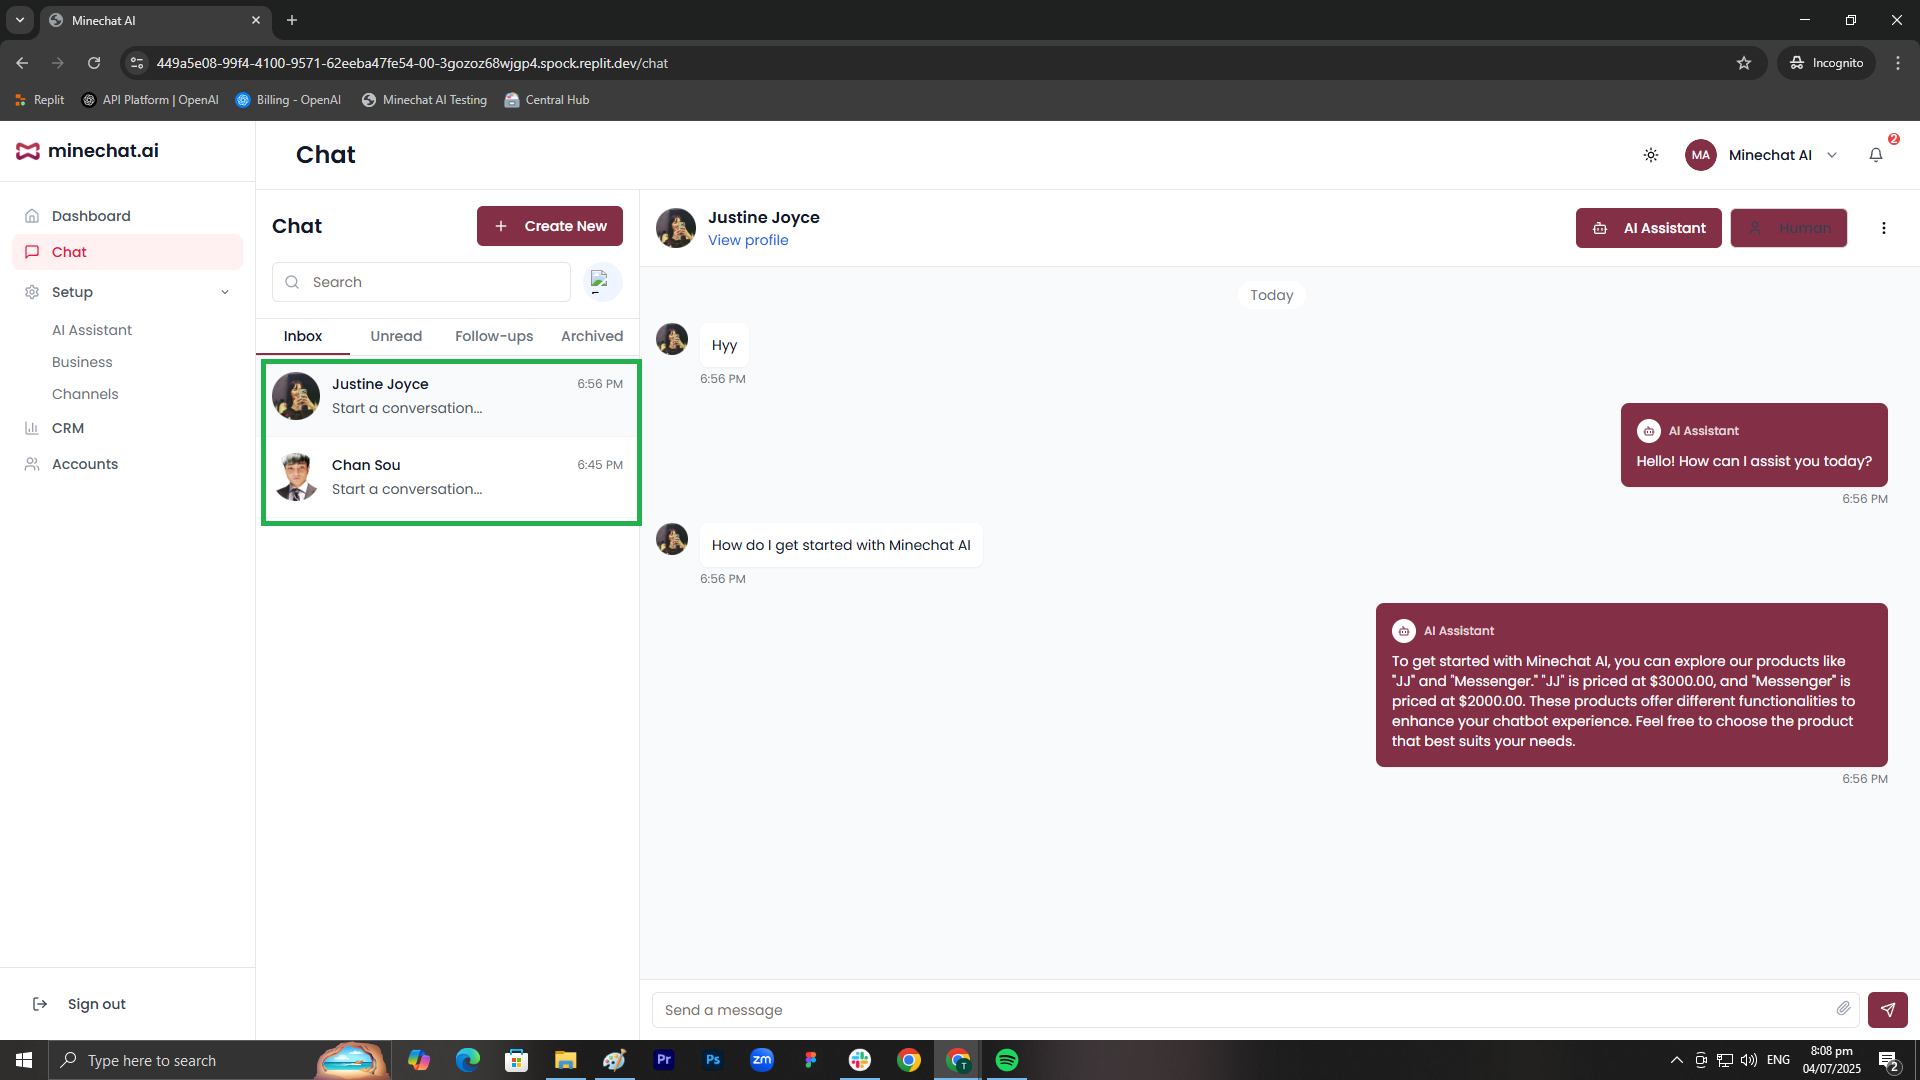 Minechat AI
449a5e08-99f4-4100-9571-62eeba47fe54-00-3gozoz68wjgp4.spock.replit.dev/chat
Incognito
Replit
API Platform | OpenAI
Billing - OpenAI
Minechat AI Testing
Central Hub
minechat.ai
Dashboard
Chat
Setup
AI Assistant
Business
Channels
CRM
Accounts
Sign out
Chat
MA
Minechat AI
2
Chat
Create New
Search
Inbox
Unread
Follow-ups
Archived
Justine Joyce
6:56 PM
Start a conversation...
Chan Sou
6:45 PM
Start a conversation...
Justine Joyce
View profile
AI Assistant
Human
Today
Hyy
6:56 PM
AI Assistant
Hello! How can I assist you today?
6:56 PM
How do I get started with Minechat AI
6:56 PM
AI Assistant
To get started with Minechat AI, you can explore our products like
"JJ" and "Messenger." "JJ" is priced at $3000.00, and "Messenger" is
priced at $2000.00. These products offer different functionalities to
enhance your chatbot experience. Feel free to choose the product
that best suits your needs.
6:56 PM
Send a message
Type here to search
Pr
Ps
zm
T
ENG
8:08 pm
04/07/2025
2